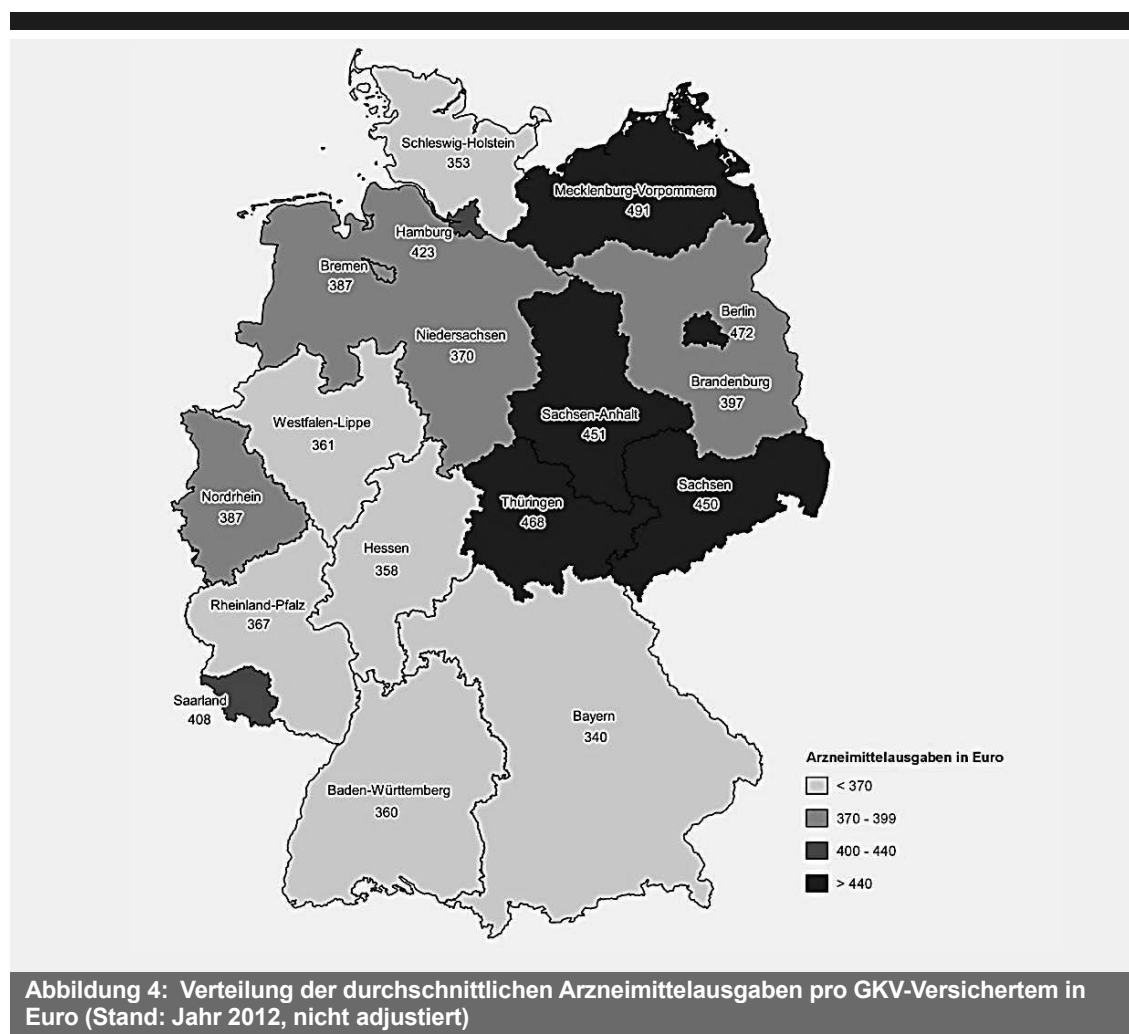 Schleswig-Holstein
353
Mecklenburg-Vorpommern
491
Hamburg
423
Bremen
387
Niedersachsen
370
Berlin
472
Brandenburg
397
Westfalen-Lippe
361
Sachsen-Anhalt
451
Nordrhein
387
Thüringen
468
Sachsen
450
Hessen
358
Rheinland-Pfalz
367
Saarland
408
Bayern
340
Baden-Württemberg
360
Arzneimittelausgaben in Euro
< 370
370 - 399
400 - 440
> 440
Abbildung 4: Verteilung der durchschnittlichen Arzneimittelausgaben pro GKV-Versichertem in
Euro (Stand: Jahr 2012, nicht adjustiert)